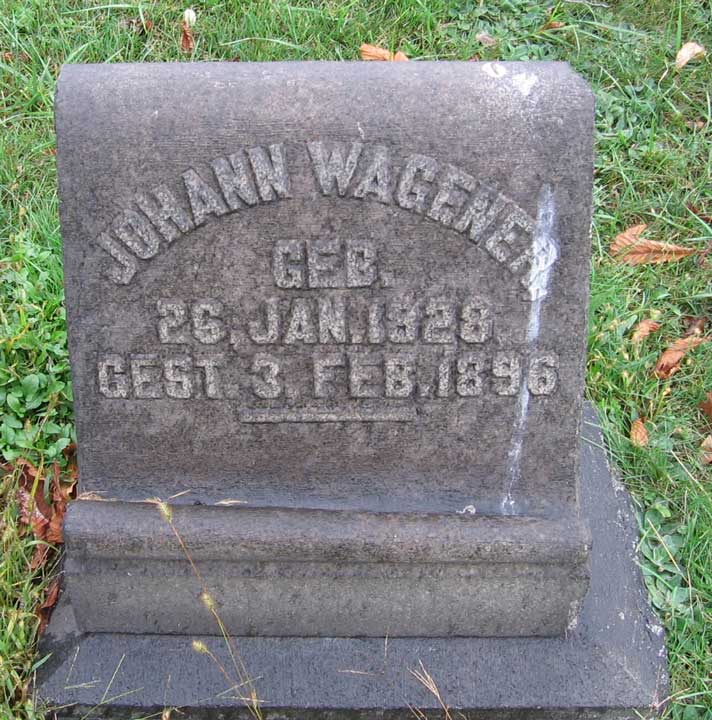 JOHANN WAGENER
GEB.
26. JAN. 1828.
GEST. 3. FEB. 1896